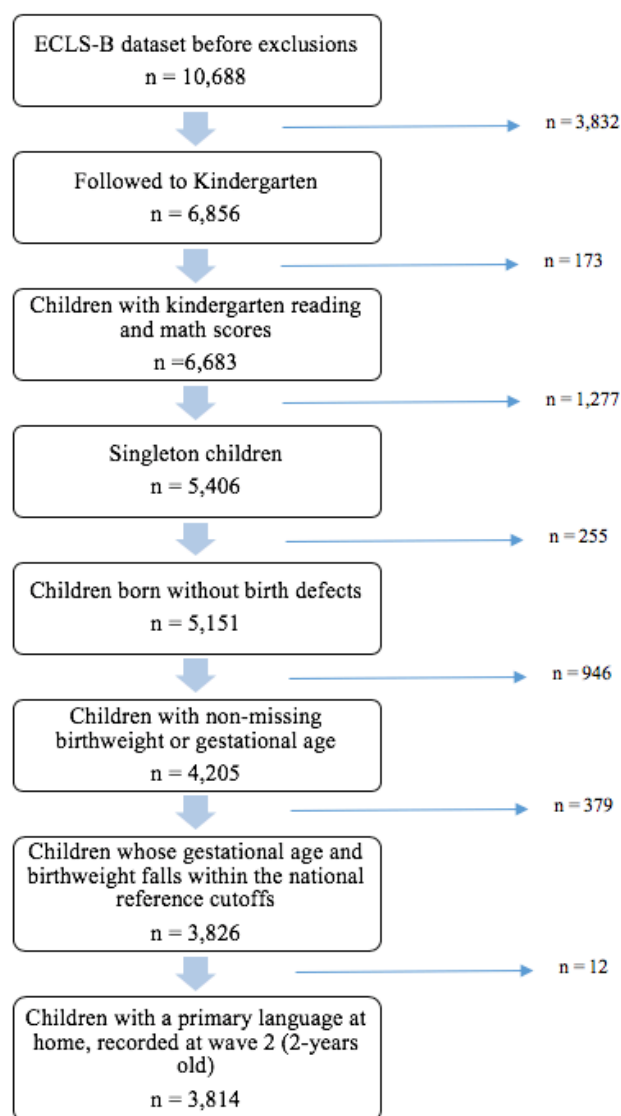 ECLS-B dataset before exclusions
n = 10,688
n = 3,832
Followed to Kindergarten
n = 6,856
n = 173
Children with kindergarten reading
and math scores
n =6,683
n = 1,277
Singleton children
n = 5,406
n = 255
Children born without birth defects
n = 5,151
n = 946
Children with non-missing
birthweight or gestational age
n = 4,205
n = 379
Children whose gestational age and
birthweight falls within the national
reference cutoffs
n = 3,826
n = 12
Children with a primary language at
home, recorded at wave 2 (2-years
old)
n = 3,814